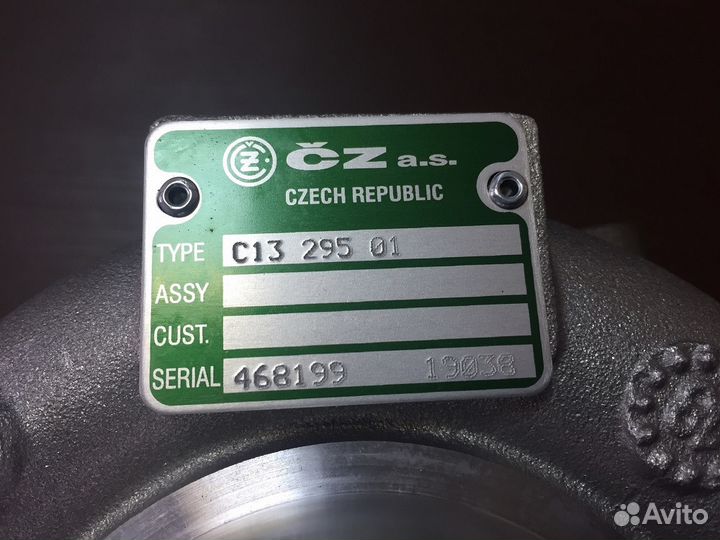 ČZ a.s.
CZECH REPUBLIC
TYPE C13 295 01
ASSY
CUST.
SERIAL 468199 19038
Avito